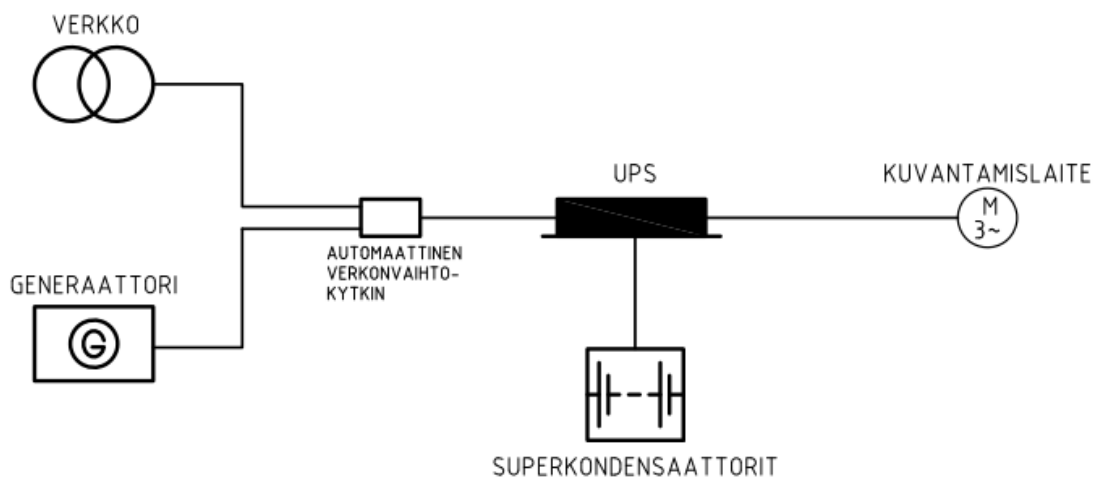 VERKKO
UPS
KUVANTAMISLAITE
M
3~
AUTOMAATTINEN
VERKONVAIHTO-
KYTKIN
GENERAATTORI
G
SUPERKONDENSAATTORIT